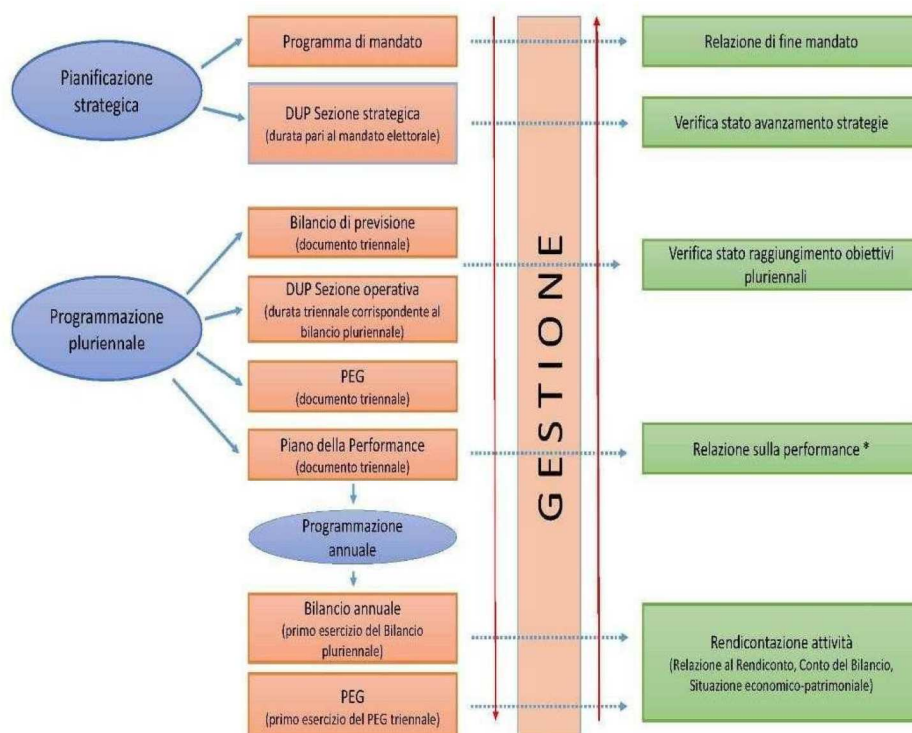 Pianificazione
strategica
Programma di mandato
Relazione di fine mandato
DUP Sezione strategica
(durata pari al mandato elettorale)
Verifica stato avanzamento strategie
Programmazione
pluriennale
Bilancio di previsione
(documento triennale)
DUP Sezione operativa
(durata triennale corrispondente al
bilancio pluriennale)
Verifica stato raggiungimento obiettivi
pluriennali
PEG
(documento triennale)
Piano della Performance
(documento triennale)
Relazione sulla performance *
GESTIONE
Programmazione
annuale
Bilancio annuale
(primo esercizio del Bilancio
pluriennale)
PEG
(primo esercizio del PEG triennale)
Rendicontazione attività
(Relazione al Rendiconto, Conto del Bilancio,
Situazione economico-patrimoniale)